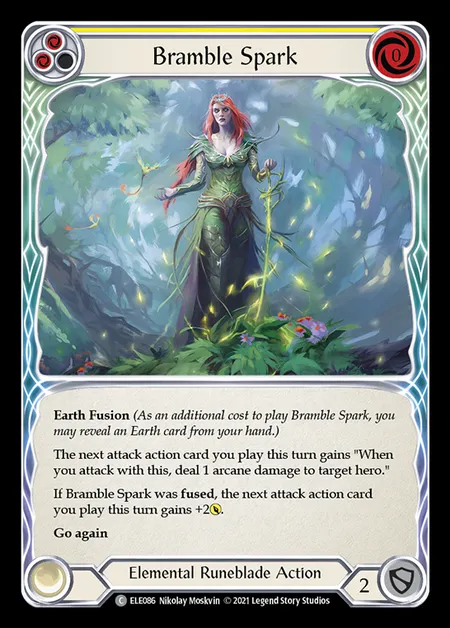 Bramble Spark
0
Earth Fusion (As an additional cost to play Bramble Spark, you
may reveal an Earth card from your hand.)
The next attack action card you play this turn gains "When
you attack with this, deal 1 arcane damage to target hero."
If Bramble Spark was fused, the next attack action card
you play this turn gains +2.
Go again
Elemental Runeblade Action
2
C ELE086 Nikolay Moskvin © 2021 Legend Story Studios